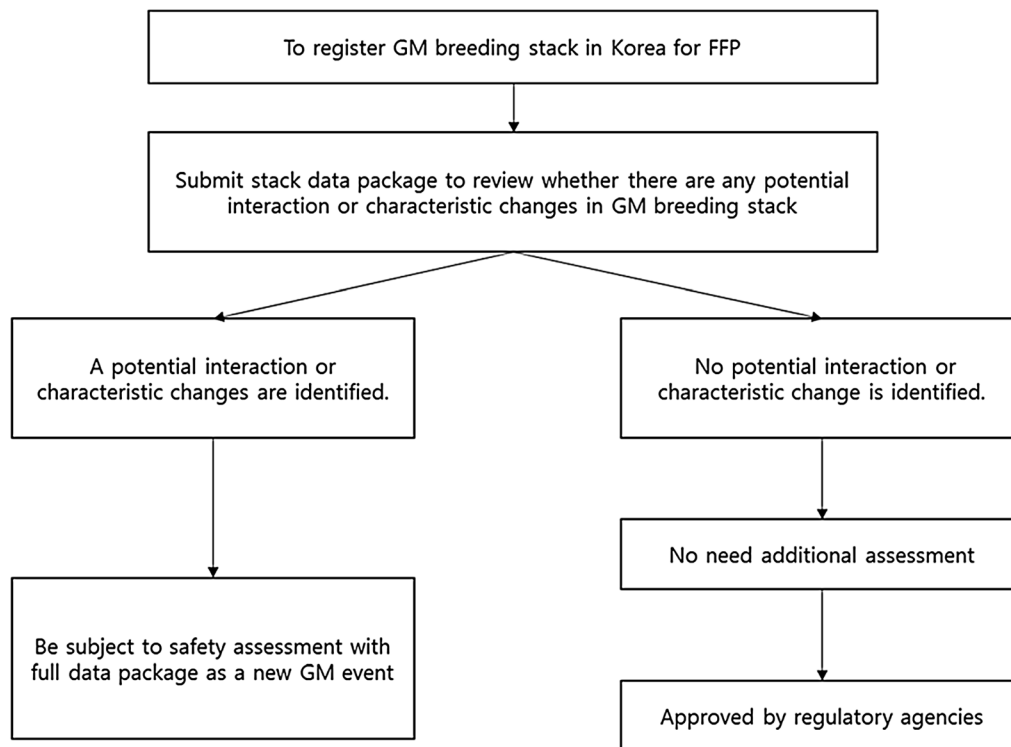 To register GM breeding stack in Korea for FFP
Submit stack data package to review whether there are any potential
interaction or characteristic changes in GM breeding stack
A potential interaction or
characteristic changes are identified.
No potential interaction or
characteristic change is identified.
No need additional assessment
Be subject to safety assessment with
full data package as a new GM event
Approved by regulatory agencies